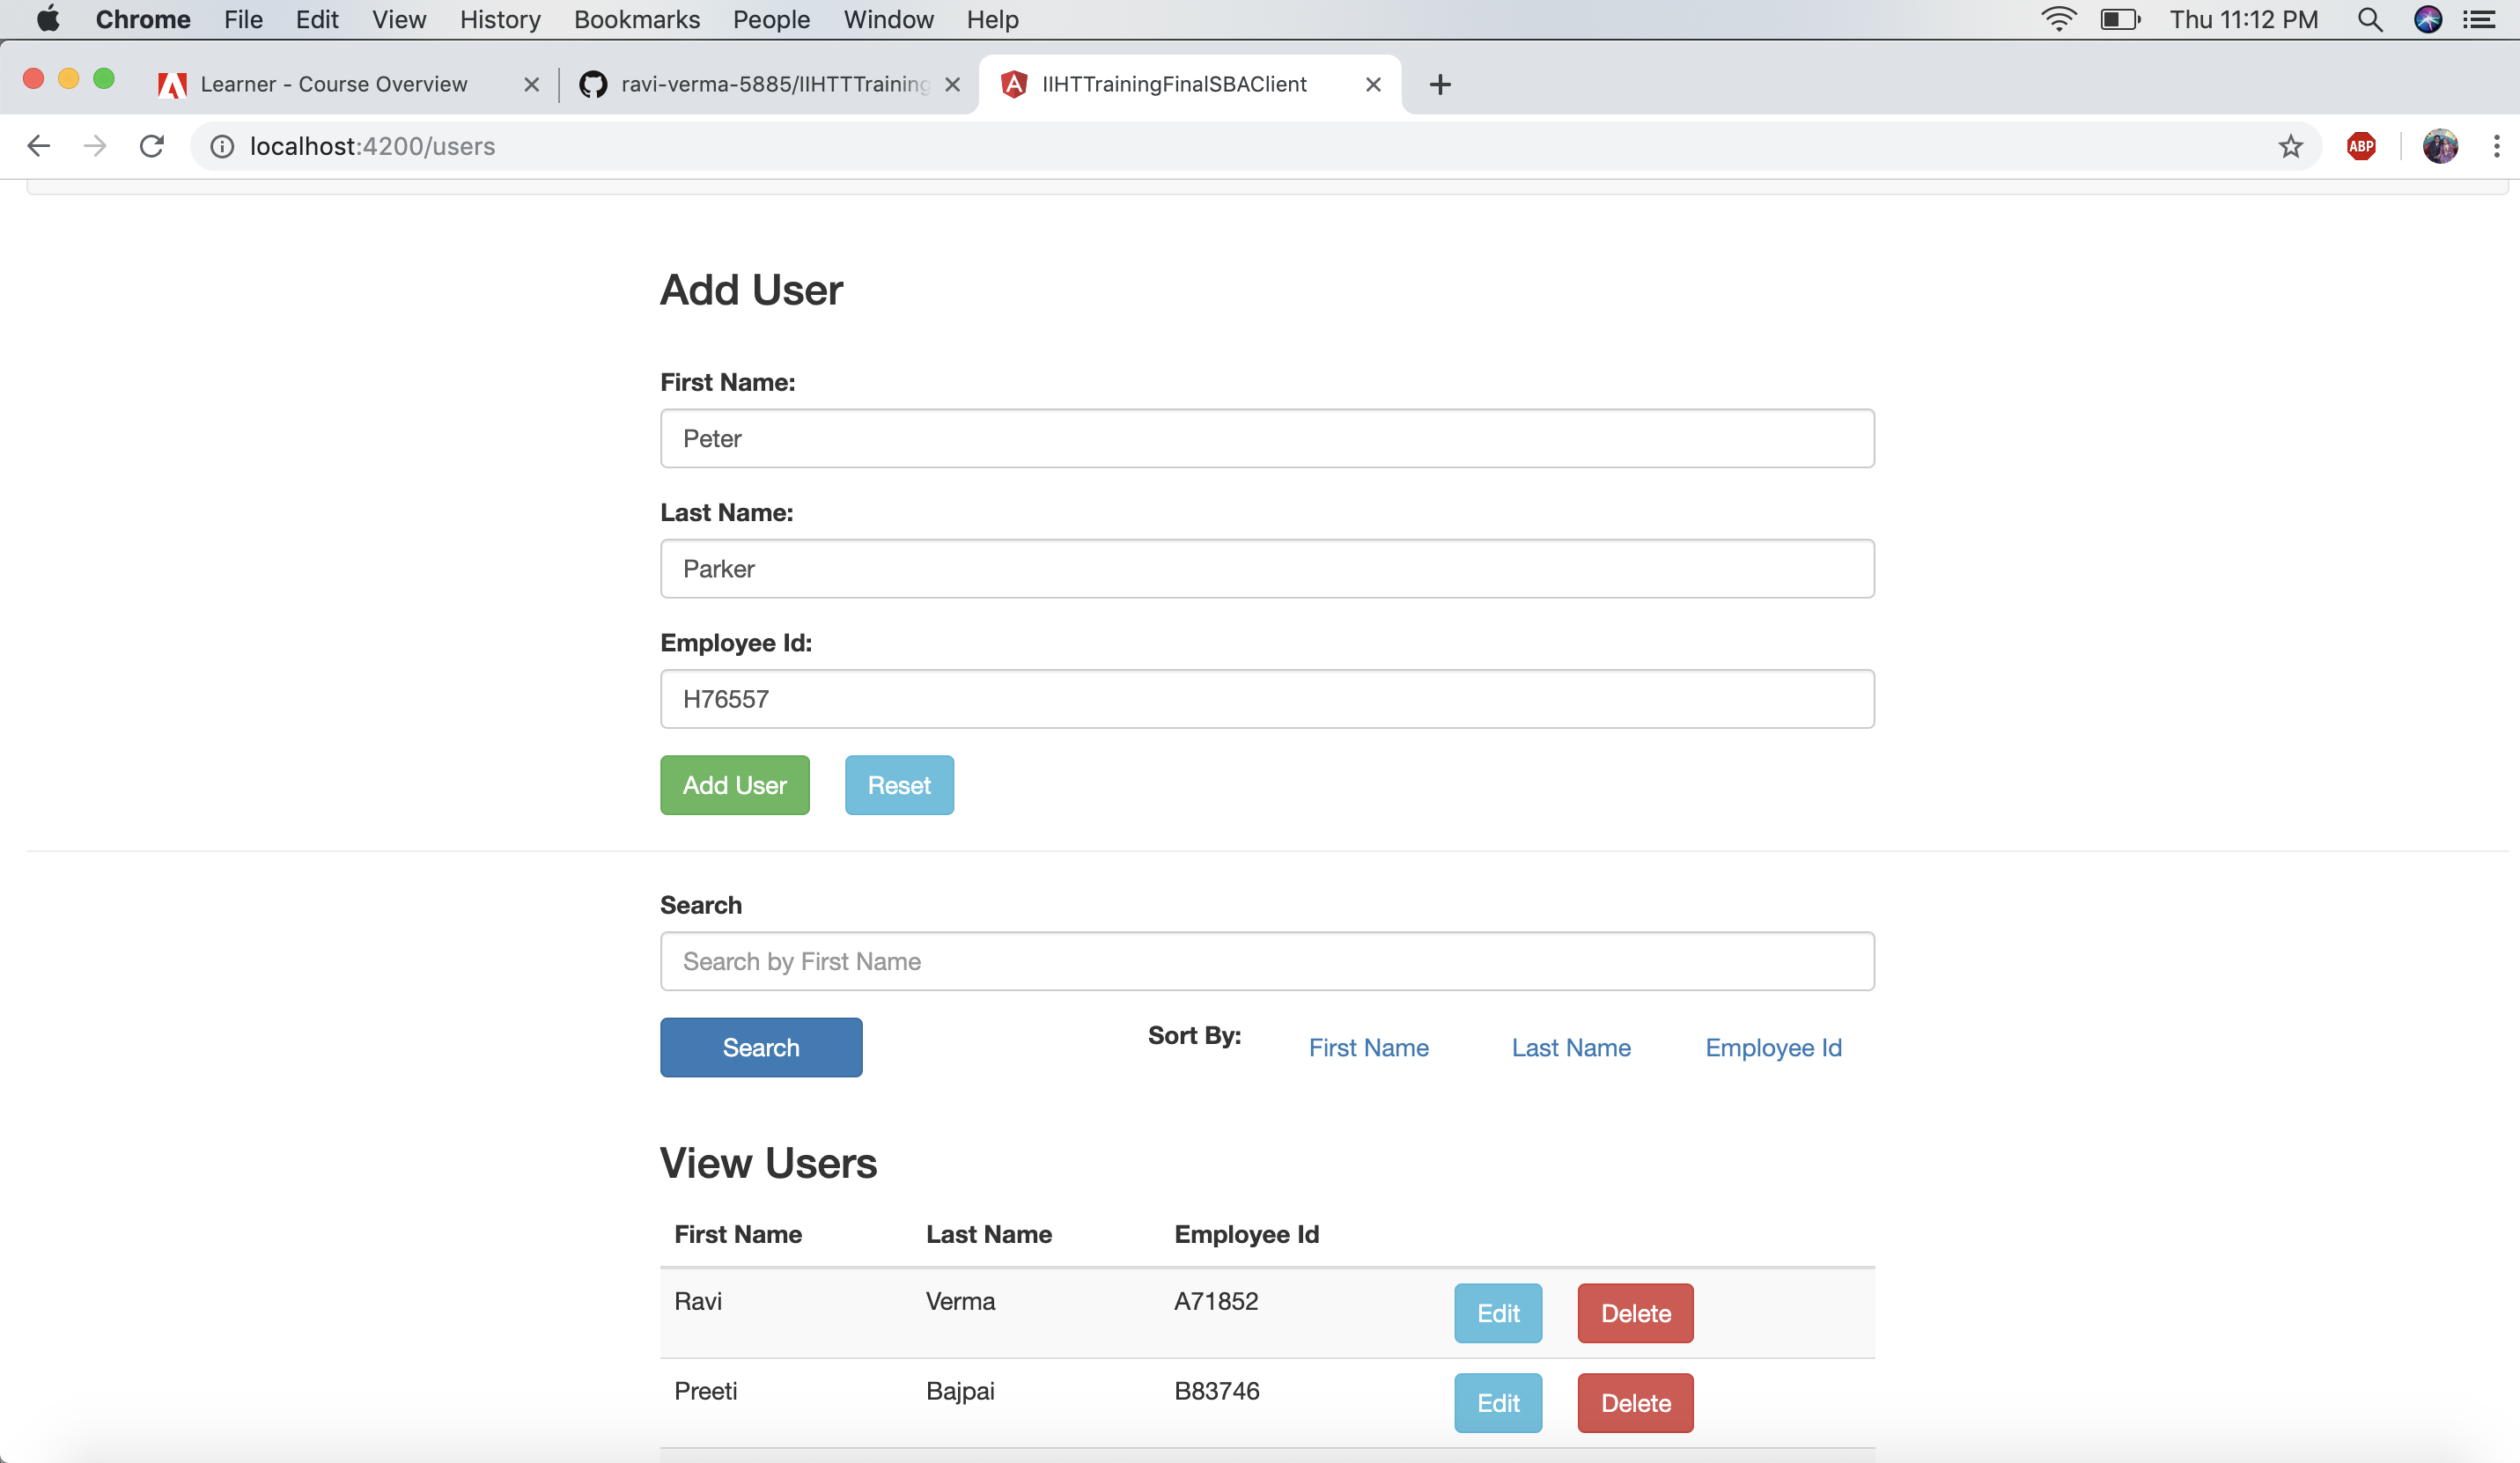 Chrome File Edit View History Bookmarks People Window Help Thu 11:12 PM
Learner - Course Overview ravi-verma-5885/IIHTTTraining IIHTTrainingFinalSBAClient
localhost:4200/users ABP
Add User
First Name:
Peter
Last Name:
Parker
Employee Id:
H76557
Add User Reset
Search
Search by First Name
Search Sort By: First Name Last Name Employee Id
View Users
First Name Last Name Employee Id
Ravi Verma A71852 Edit Delete
Preeti Bajpai B83746 Edit Delete